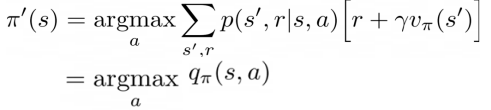 π′(s) = argmax_a ∑_{s′,r} p(s′, r|s, a)[r + γv_π(s′)]
= argmax_a q_π(s, a)